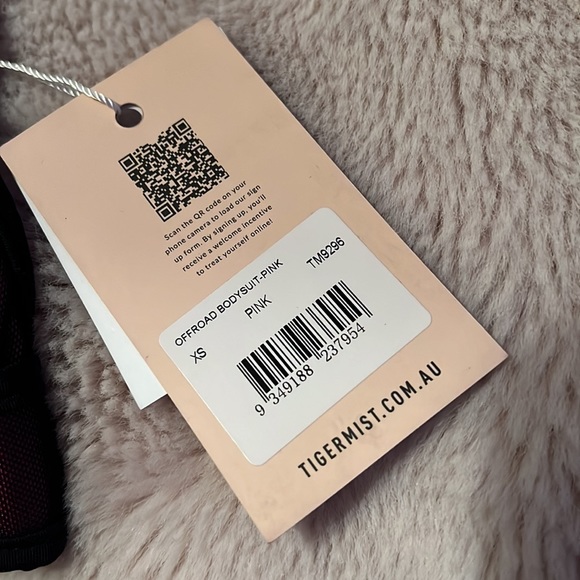 Scan the QR code on your
phone camera to load our sign
up form. By signing up, you'll
receive a welcome incentive
to treat yourself online!
OFFROAD BODYSUIT-PINK TM9296
XS PINK
9 349188 237954
TIGERMIST.COM.AU